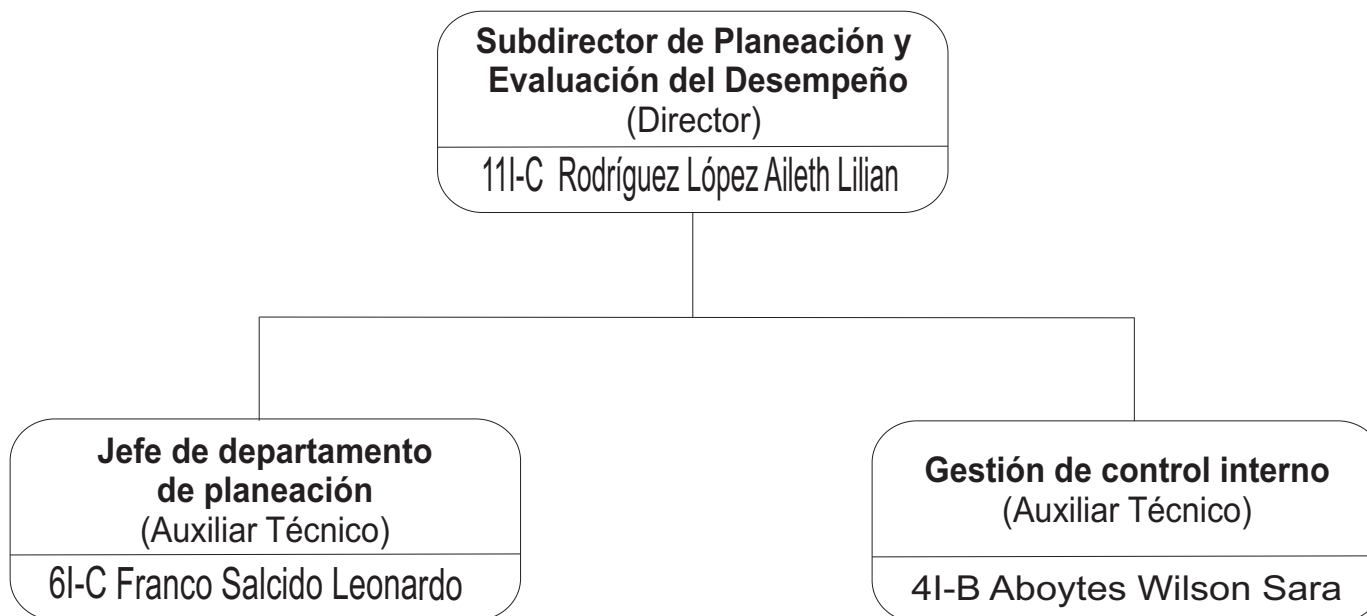 Subdirector de Planeación y
Evaluación del Desempeño
(Director)
11I-C Rodríguez López Aileth Lilian
Jefe de departamento
de planeación
(Auxiliar Técnico)
6I-C Franco Salcido Leonardo
Gestión de control interno
(Auxiliar Técnico)
4I-B Aboytes Wilson Sara